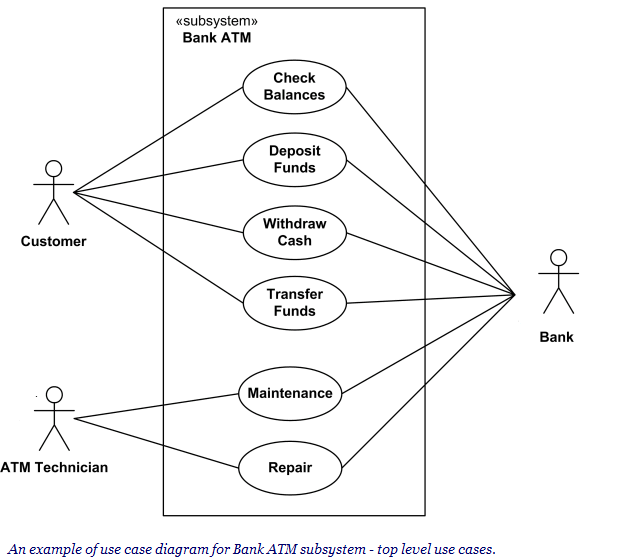 «subsystem»
Bank ATM
Check
Balances
Deposit
Funds
Withdraw
Cash
Customer
Transfer
Funds
Bank
Maintenance
ATM Technician
Repair
An example of use case diagram for Bank ATM subsystem - top level use cases.